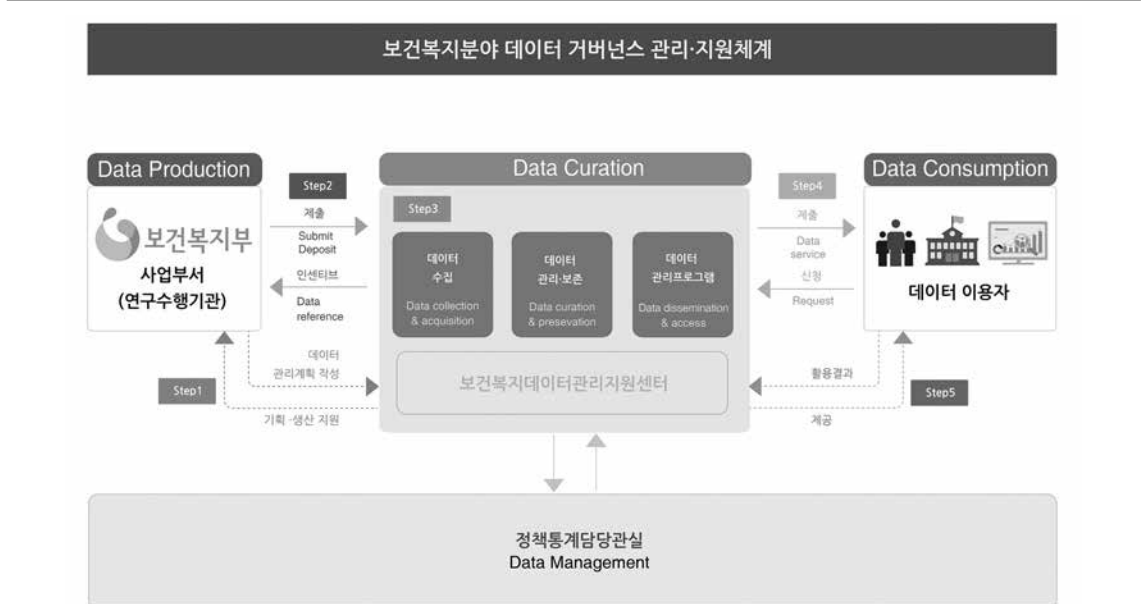 보건복지분야 데이터 거버넌스 관리·지원체계
Data Production
보건복지부
사업부서
(연구수행기관)
Step2
제출
Submit
Deposit
인센티브
Data
reference
Step1
데이터
관리계획 작성
기획·생산 지원
Data Curation
Step3
데이터
수집
Data collection
& acquisition
데이터
관리·보존
Data curation
& presevation
데이터
관리프로그램
Data dissemination
& access
보건복지데이터관리지원센터
Step4
제출
Data
service
신청
Request
Data Consumption
데이터 이용자
활용결과
제공
Step5
정책통계담당관실
Data Management